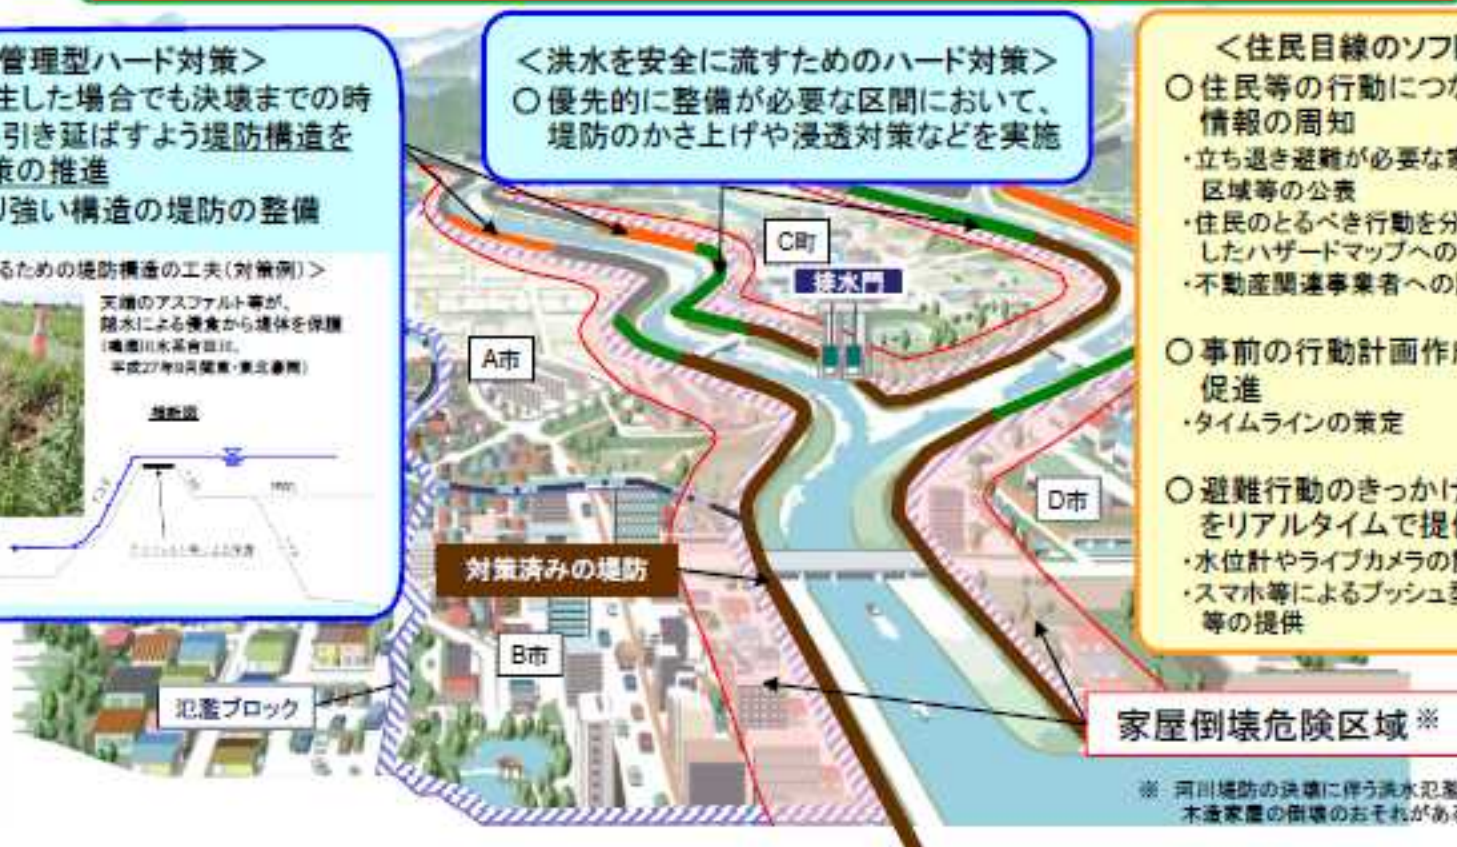 管理型ハード対策＞
生した場合でも決壊までの時
引き延ばすよう堤防構造を
策の推進
り強い構造の堤防の整備
るための堤防構造の工夫(対策例)＞
天端のアスファルト等が、
越水による侵食から堤体を保護
平成27年9月関東・東北豪雨)
横断図
＜洪水を安全に流すためのハード対策＞
○優先的に整備が必要な区間において、
堤防のかさ上げや浸透対策などを実施
＜住民目線のソフ
○住民等の行動につな
情報の周知
・立ち退き避難が必要な家
区域等の公表
・住民のとるべき行動を分
したハザードマップへの
・不動産関連事業者への
○事前の行動計画作成
促進
・タイムラインの策定
○避難行動のきっかけ
をリアルタイムで提供
・水位計やライブカメラの
・スマホ等によるプッシュ型
等の提供
C町
排水門
A市
D市
対策済みの堤防
B市
氾濫ブロック
家屋倒壊危険区域※
※ 河川堤防の決壊に伴う洪水氾濫
木造家屋の倒壊のおそれがある